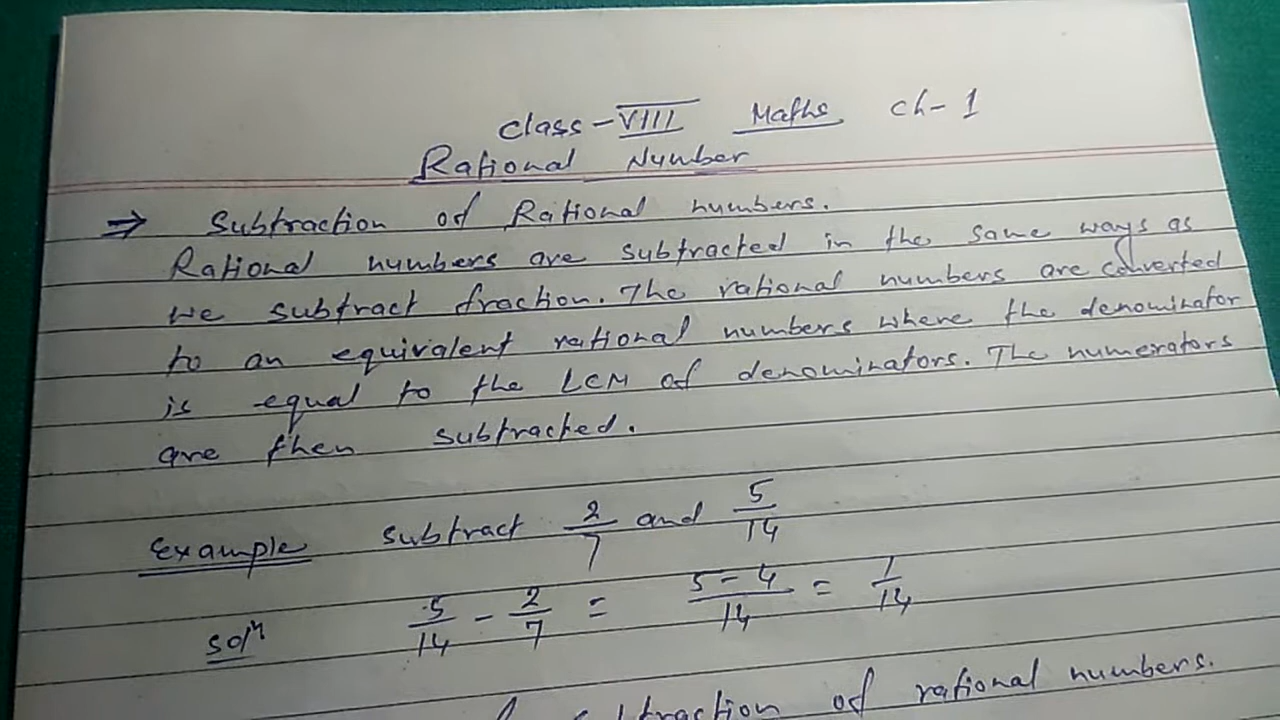 Class - VIII Maths Ch - 1
Rational Number
⇒ Subtraction of Rational numbers.
Rational numbers are subtracted in the same ways as
we subtract fraction. The rational numbers are converted
to an equivalent rational numbers where the denominator
is equal to the LCM of denominators. The numerators
are then subtracted.
Example subtract 2/7 and 5/14
Solⁿ 5/14 - 2/7 = 5-4/14 = 1/14
of rational numbers.